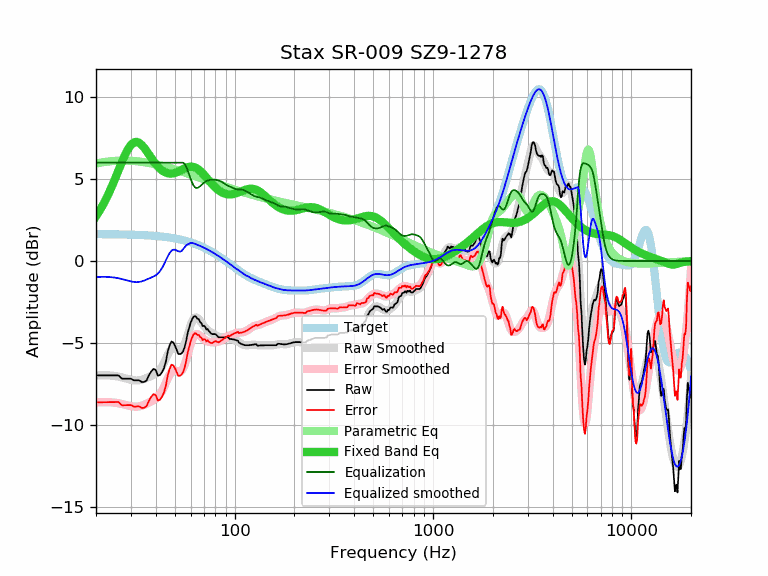 Stax SR-009 SZ9-1278
10
5
0
−5
−10
−15
Amplitude (dBr)
Target
Raw Smoothed
Error Smoothed
Raw
Error
Parametric Eq
Fixed Band Eq
Equalization
Equalized smoothed
100 1000 10000
Frequency (Hz)